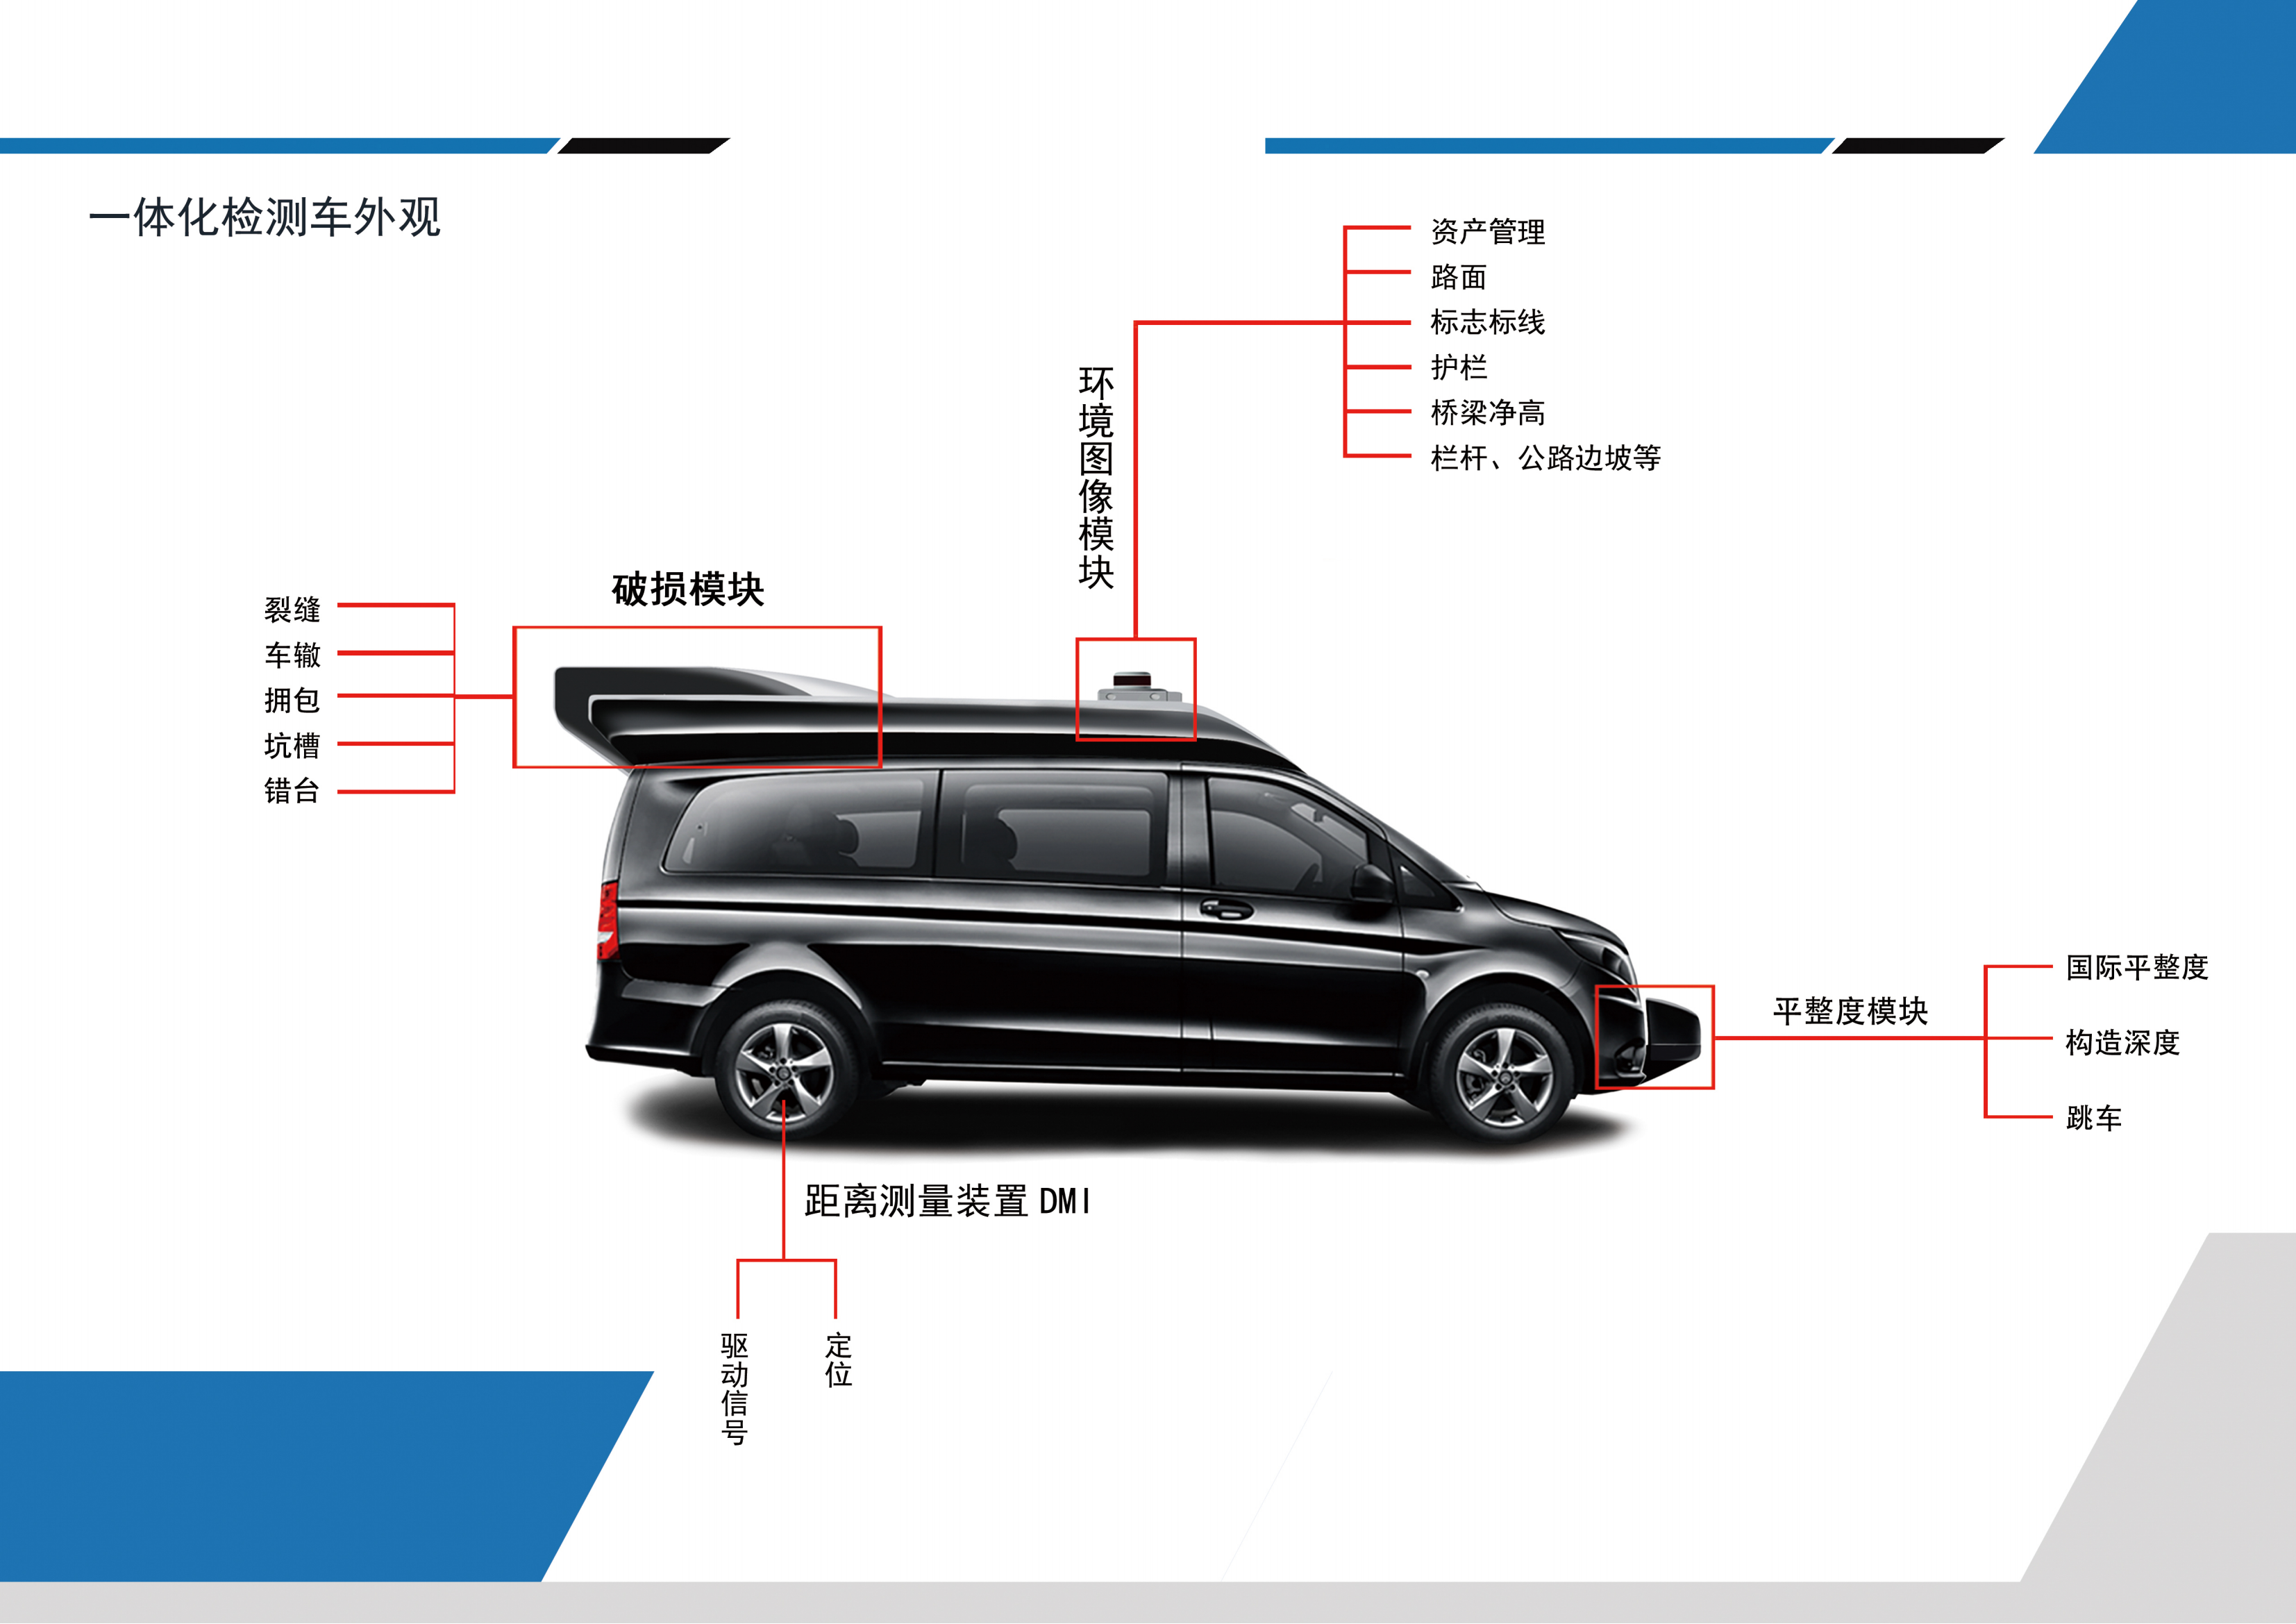 一体化检测车外观
资产管理
路面
标志标线
护栏
桥梁净高
栏杆、公路边坡等
环境图像模块
破损模块
裂缝
车辙
拥包
坑槽
错台
国际平整度
平整度模块
构造深度
跳车
距离测量装置 DMI
驱动信号
定位